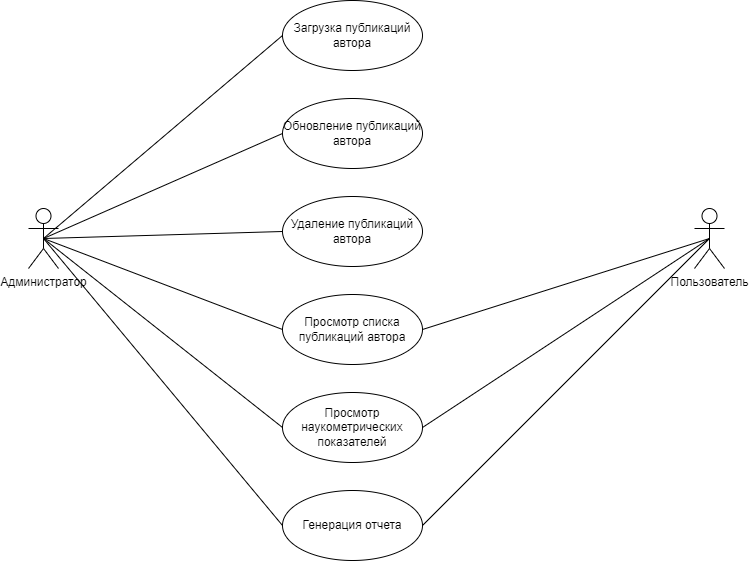 Загрузка публикаций
автора
Обновление публикаций
автора
Удаление публикаций
автора
Администратор
Пользователь
Просмотр списка
публикаций автора
Просмотр
наукометрических
показателей
Генерация отчета